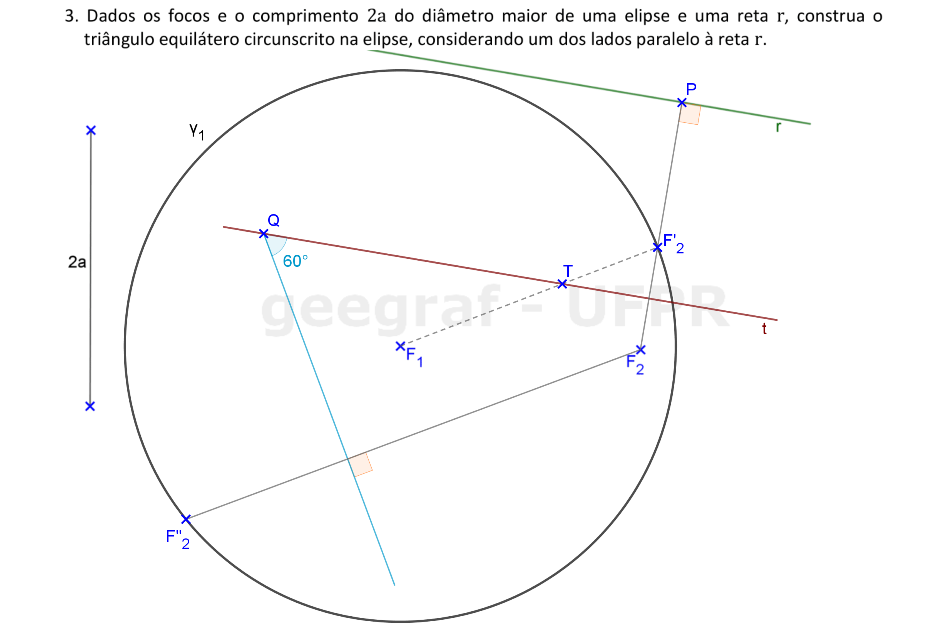 3. Dados os focos e o comprimento 2a do diâmetro maior de uma elipse e uma reta r, construa o
triângulo equilátero circunscrito na elipse, considerando um dos lados paralelo à reta r.
P
r
γ1
Q
F'2
60°
2a
T
geegraf - UFPR
t
F1
F2
F"2